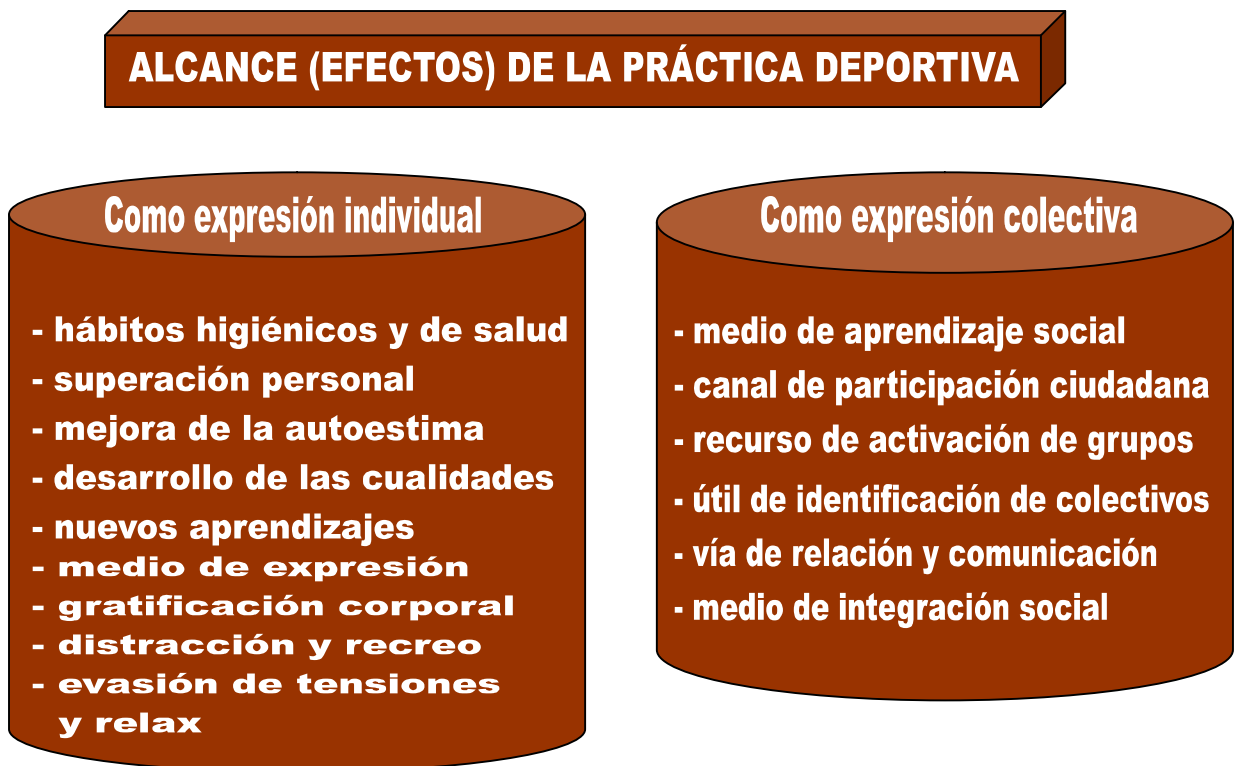 ALCANCE (EFECTOS) DE LA PRÁCTICA DEPORTIVA
Como expresión individual
- hábitos higiénicos y de salud
- superación personal
- mejora de la autoestima
- desarrollo de las cualidades
- nuevos aprendizajes
- medio de expresión
- gratificación corporal
- distracción y recreo
- evasión de tensiones
y relax
Como expresión colectiva
- medio de aprendizaje social
- canal de participación ciudadana
- recurso de activación de grupos
- útil de identificación de colectivos
- vía de relación y comunicación
- medio de integración social